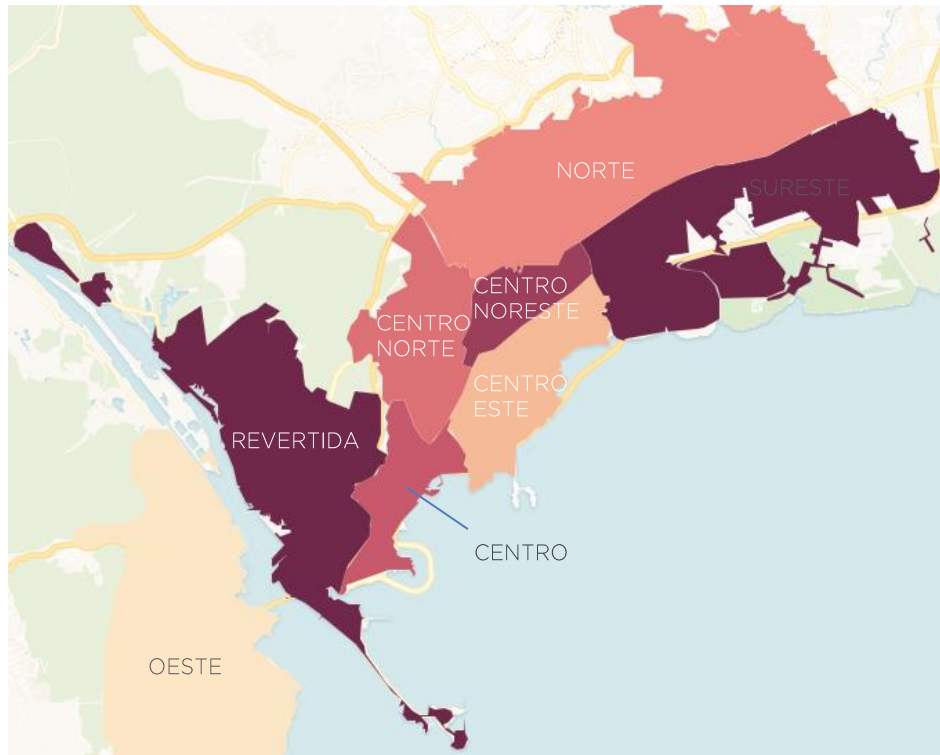 NORTE
SURESTE
CENTRO
NORESTE
CENTRO
NORTE
CENTRO
ESTE
REVERTIDA
CENTRO
OESTE